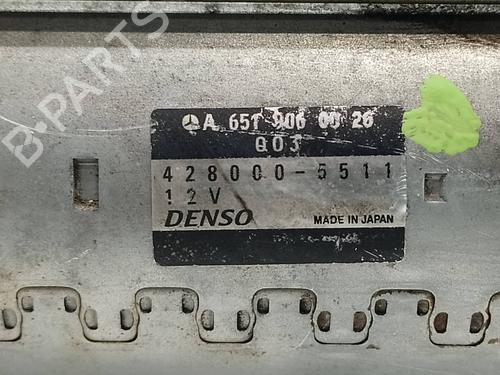 B-PARTS
A 651 906 00 26
Q03
428000-5511
12V
DENSO MADE IN JAPAN